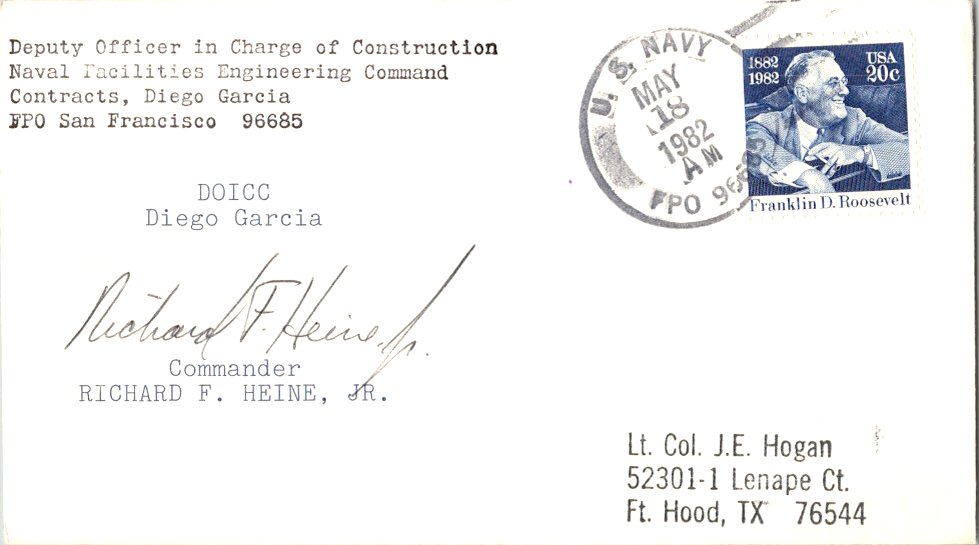 Deputy Officer in Charge of Construction
Naval Facilities Engineering Command
Contracts, Diego Garcia
FPO San Francisco 96685
U.S. NAVY
MAY
18
1982
AM
FPO 96685
1882
1982
USA
20c
Franklin D. Roosevelt
DOICC
Diego Garcia
Richard F. Heine, Jr.
Commander
RICHARD F. HEINE, JR.
Lt. Col. J.E. Hogan
52301-1 Lenape Ct.
Ft. Hood, TX 76544